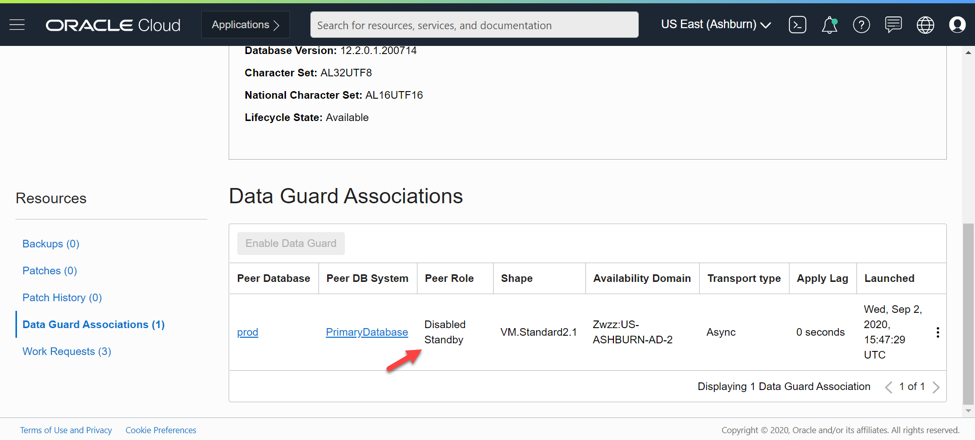 ORACLE Cloud
Applications
Search for resources, services, and documentation
US East (Ashburn)
Database Version: 12.2.0.1.200714
Character Set: AL32UTF8
National Character Set: AL16UTF16
Lifecycle State: Available
Resources
Backups (0)
Patches (0)
Patch History (0)
Data Guard Associations (1)
Work Requests (3)
Data Guard Associations
Enable Data Guard
Peer Database Peer DB System Peer Role Shape Availability Domain Transport type Apply Lag Launched
prod PrimaryDatabase Disabled Standby VM.Standard2.1 Zwzz:US-ASHBURN-AD-2 Async 0 seconds Wed, Sep 2, 2020, 15:47:29 UTC
Displaying 1 Data Guard Association 1 of 1
Terms of Use and Privacy Cookie Preferences Copyright © 2020, Oracle and/or its affiliates. All rights reserved.